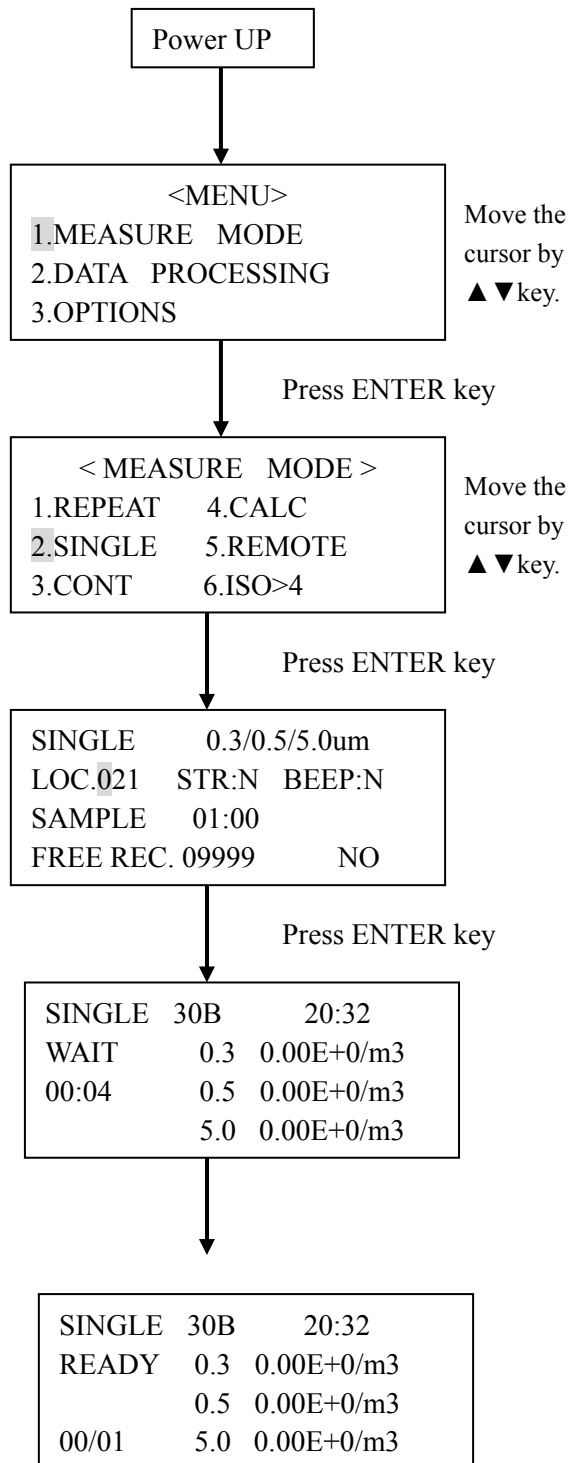 Power UP
<MENU>
1.MEASURE MODE
2.DATA PROCESSING
3.OPTIONS
Move the
cursor by
▲▼key.
Press ENTER key
< MEASURE MODE >
1.REPEAT 4.CALC
2.SINGLE 5.REMOTE
3.CONT 6.ISO>4
Move the
cursor by
▲▼key.
Press ENTER key
SINGLE 0.3/0.5/5.0um
LOC.021 STR:N BEEP:N
SAMPLE 01:00
FREE REC. 09999 NO
Press ENTER key
SINGLE 30B 20:32
WAIT 0.3 0.00E+0/m3
00:04 0.5 0.00E+0/m3
5.0 0.00E+0/m3
SINGLE 30B 20:32
READY 0.3 0.00E+0/m3
0.5 0.00E+0/m3
00/01 5.0 0.00E+0/m3